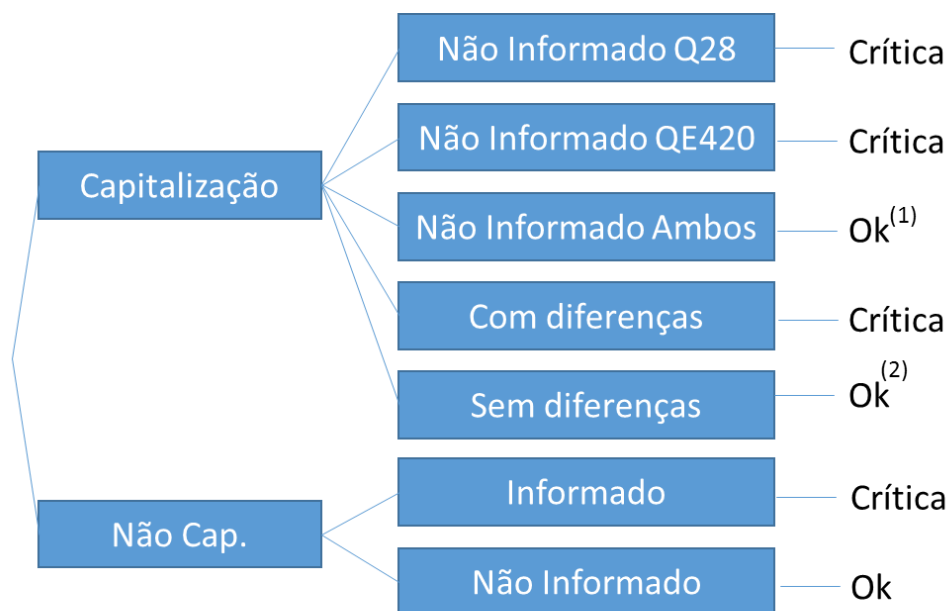 Não Informado Q28
Crítica
Não Informado QE420
Crítica
Capitalização
Não Informado Ambos
Ok(1)
Com diferenças
Crítica
Sem diferenças
Ok(2)
Informado
Crítica
Não Cap.
Não Informado
Ok